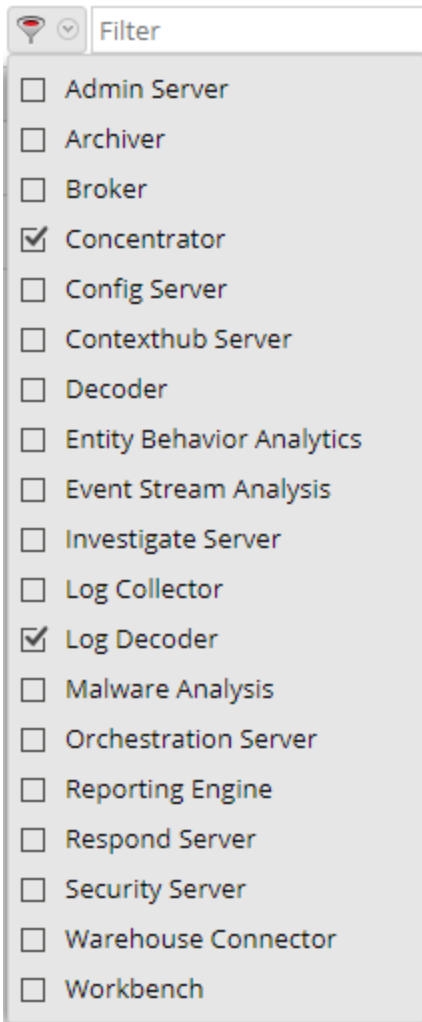 Filter
Admin Server
Archiver
Broker
Concentrator
Config Server
Contexthub Server
Decoder
Entity Behavior Analytics
Event Stream Analysis
Investigate Server
Log Collector
Log Decoder
Malware Analysis
Orchestration Server
Reporting Engine
Respond Server
Security Server
Warehouse Connector
Workbench